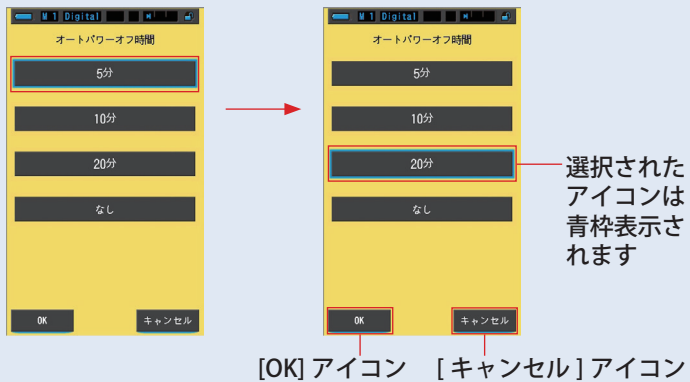 M 1 Digital
オートパワーオフ時間
5分
10分
20分
なし
OK
キャンセル
M 1 Digital
オートパワーオフ時間
5分
10分
20分
なし
OK
キャンセル
選択された
アイコンは
青枠表示さ
れます
[OK] アイコン
[ キャンセル ] アイコン